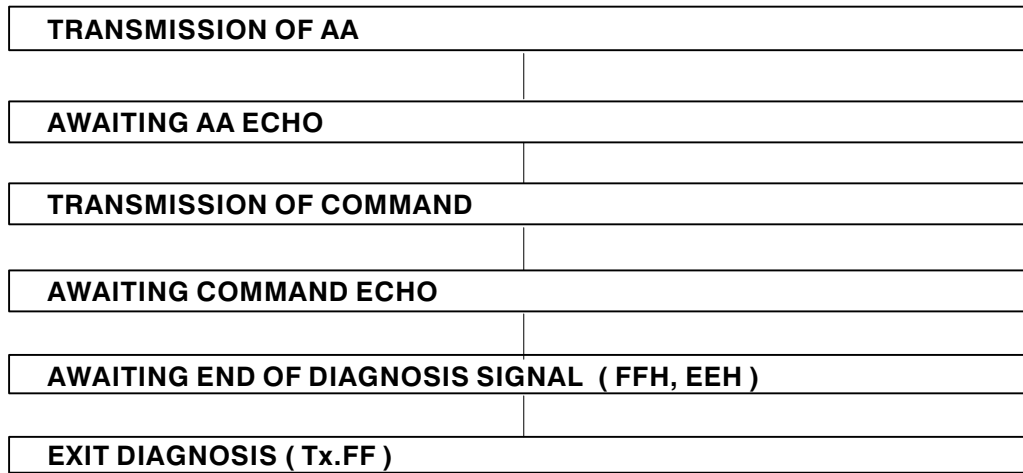 TRANSMISSION OF AA
AWAITING AA ECHO
TRANSMISSION OF COMMAND
AWAITING COMMAND ECHO
AWAITING END OF DIAGNOSIS SIGNAL ( FFH, EEH )
EXIT DIAGNOSIS ( Tx.FF )